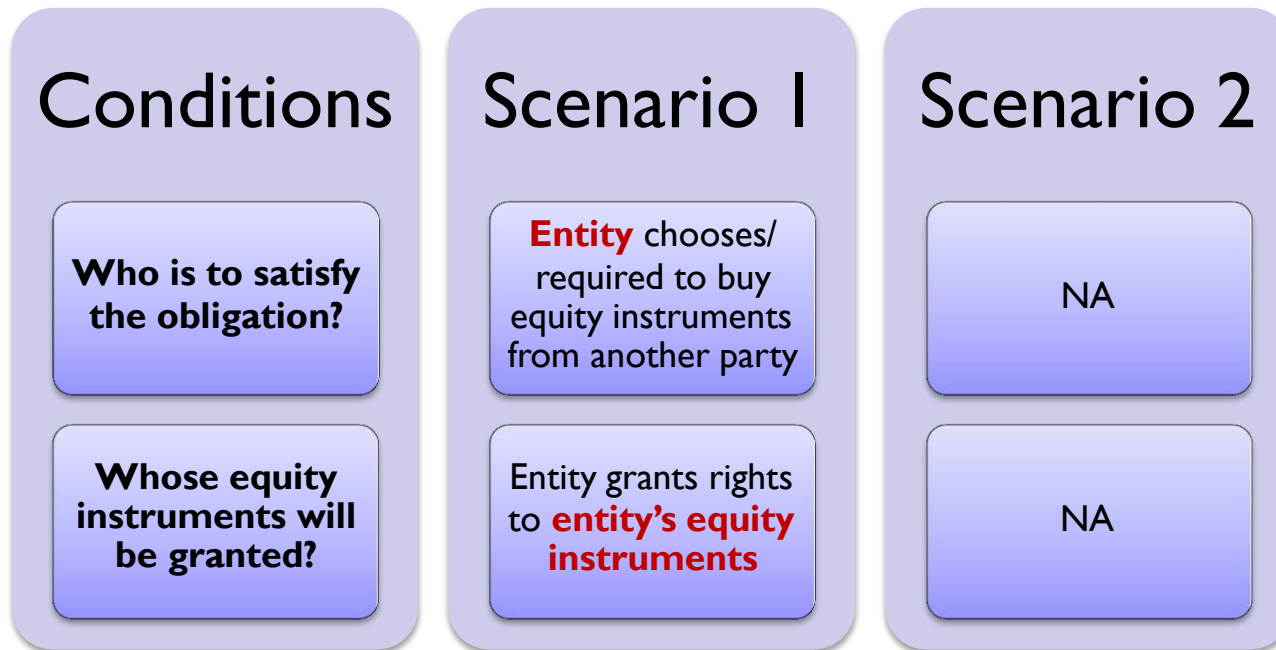 Conditions
Who is to satisfy
the obligation?
Whose equity
instruments will
be granted?
Scenario 1
Entity chooses/
required to buy
equity instruments
from another party
Entity grants rights
to entity’s equity
instruments
Scenario 2
NA
NA